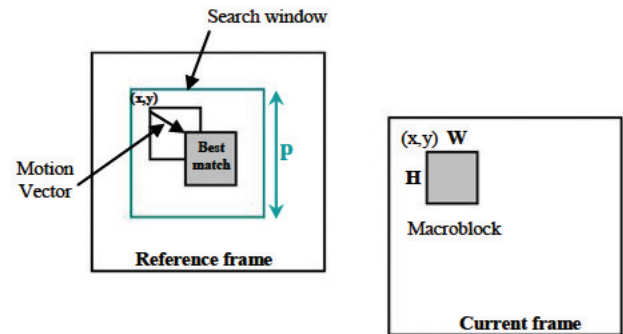 Search window
(x,y)
Best
match
p
Motion
Vector
Reference frame
(x,y) W
H
Macroblock
Current frame